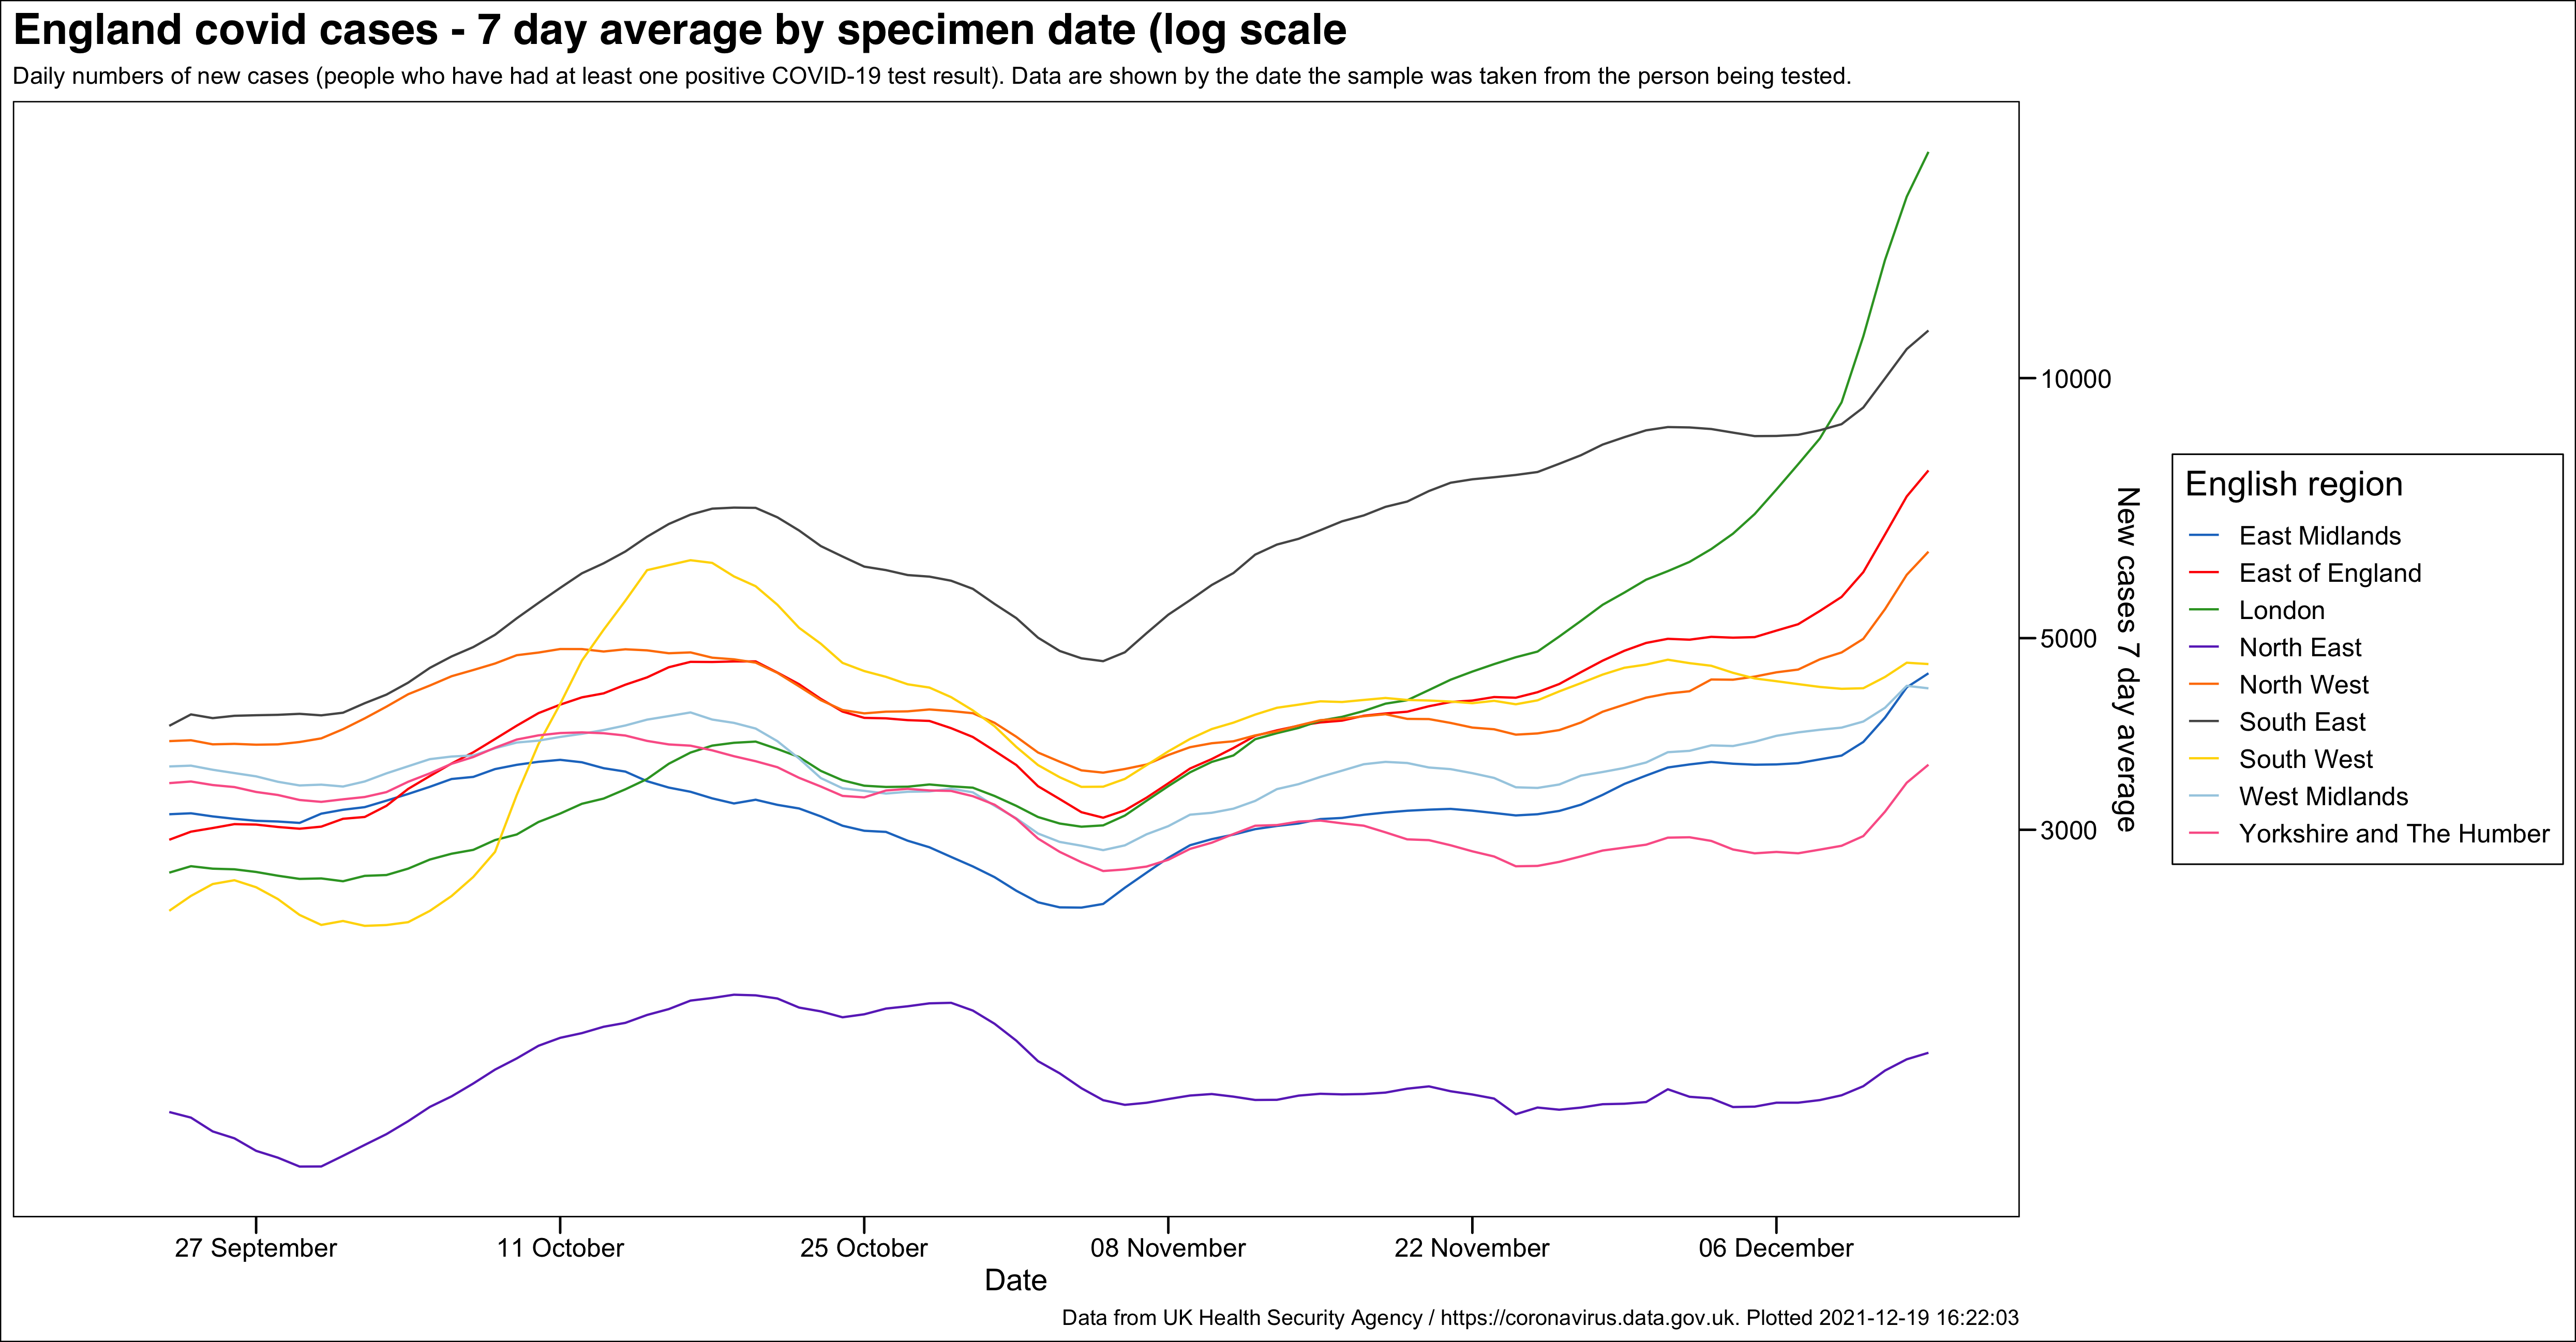 England covid cases - 7 day average by specimen date (log scale
Daily numbers of new cases (people who have had at least one positive COVID-19 test result). Data are shown by the date the sample was taken from the person being tested.
10000
5000
3000
New cases 7 day average
English region
East Midlands
East of England
London
North East
North West
South East
South West
West Midlands
Yorkshire and The Humber
27 September
11 October
25 October
08 November
22 November
06 December
Date
Data from UK Health Security Agency / https://coronavirus.data.gov.uk. Plotted 2021-12-19 16:22:03